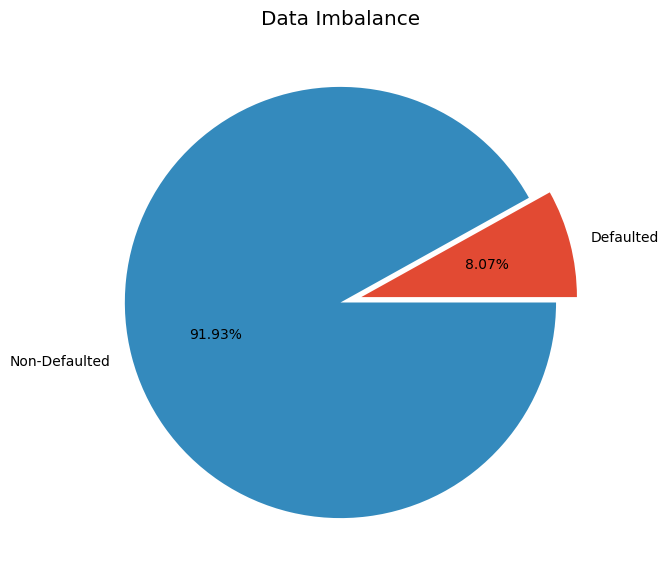 Data Imbalance
Defaulted
8.07%
91.93%
Non-Defaulted